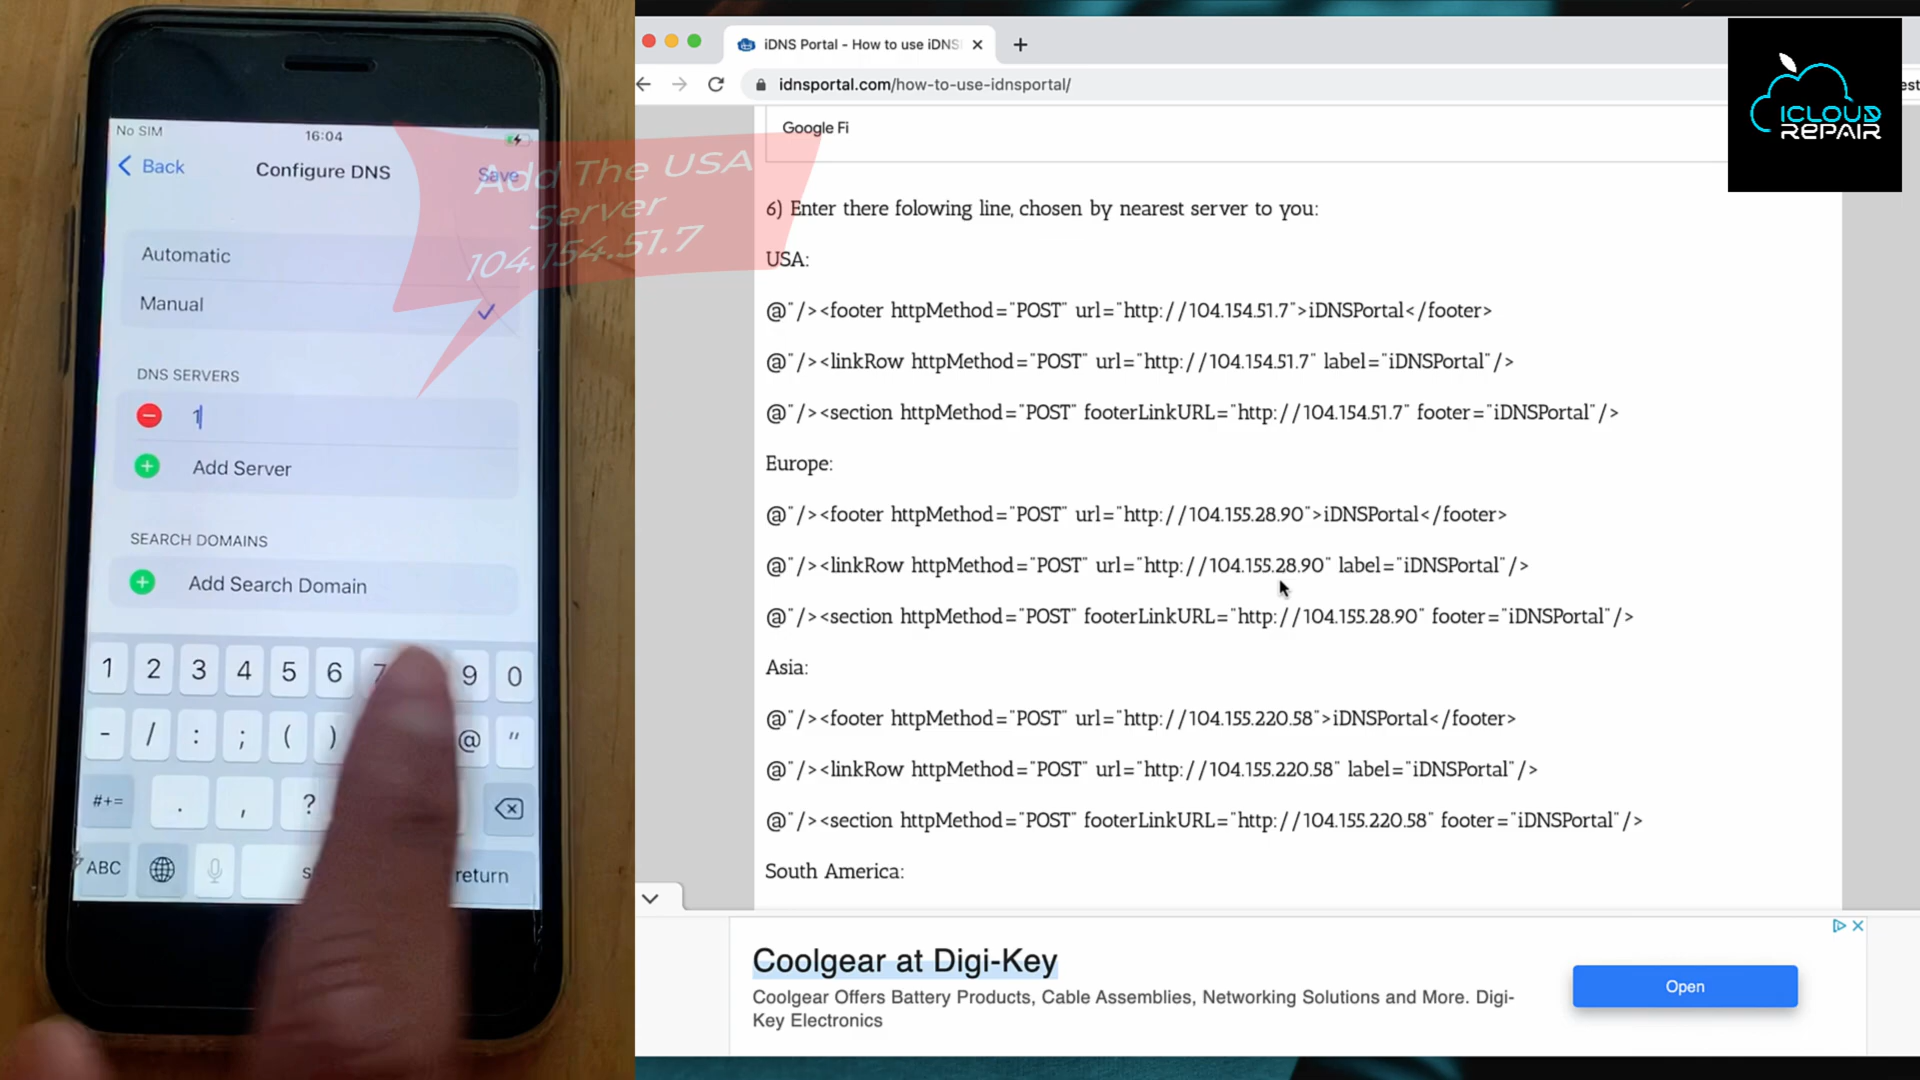 No SIM
16:04
Back
Configure DNS
Save
Automatic
Manual
DNS SERVERS
1
Add Server
SEARCH DOMAINS
Add Search Domain
1 2 3 4 5 6 7 9 0
- / : ; ( ) @ "
#+= . , ?
ABC
return
Add The USA
Server
104.154.51.7
iDNS Portal - How to use iDNS
idnsportal.com/how-to-use-idnsportal/
ICLOUD
REPAIR
Google Fi
6) Enter there folowing line, chosen by nearest server to you:
USA:
@"/><footer httpMethod="POST" url="http://104.154.51.7">iDNSPortal</footer>
@"/><linkRow httpMethod="POST" url="http://104.154.51.7" label="iDNSPortal"/>
@"/><section httpMethod="POST" footerLinkURL="http://104.154.51.7" footer="iDNSPortal"/>
Europe:
@"/><footer httpMethod="POST" url="http://104.155.28.90">iDNSPortal</footer>
@"/><linkRow httpMethod="POST" url="http://104.155.28.90" label="iDNSPortal"/>
@"/><section httpMethod="POST" footerLinkURL="http://104.155.28.90" footer="iDNSPortal"/>
Asia:
@"/><footer httpMethod="POST" url="http://104.155.220.58">iDNSPortal</footer>
@"/><linkRow httpMethod="POST" url="http://104.155.220.58" label="iDNSPortal"/>
@"/><section httpMethod="POST" footerLinkURL="http://104.155.220.58" footer="iDNSPortal"/>
South America:
Coolgear at Digi-Key
Coolgear Offers Battery Products, Cable Assemblies, Networking Solutions and More. Digi-
Key Electronics
Open